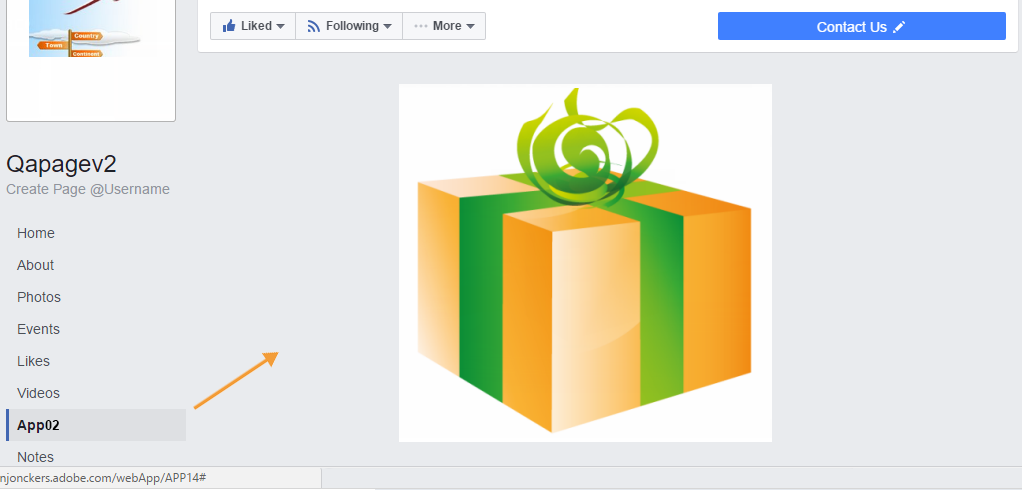 Country
Town
Continent
Liked
Following
More
Contact Us
Qapagev2
Create Page @Username
Home
About
Photos
Events
Likes
Videos
App02
Notes
njonckers.adobe.com/webApp/APP14#